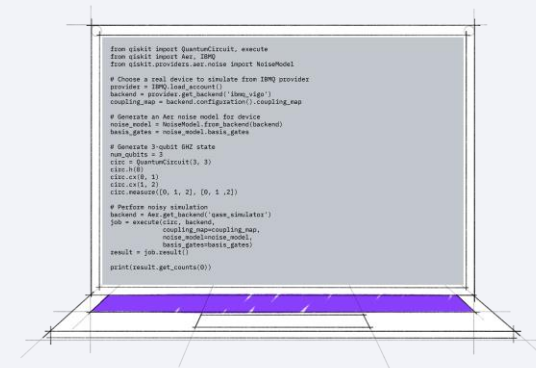 from qiskit import QuantumCircuit, execute
from qiskit import Aer, IBMQ
from qiskit.providers.aer.noise import NoiseModel
# Choose a real device to simulate from IBMQ provider
provider = IBMQ.load_account()
backend = provider.get_backend('ibmq_vigo')
coupling_map = backend.configuration().coupling_map
# Generate an Aer noise model for device
noise_model = NoiseModel.from_backend(backend)
basis_gates = noise_model.basis_gates
# Generate 3-qubit GHZ state
num_qubits = 3
circ = QuantumCircuit(3, 3)
circ.h(0)
circ.cx(0, 1)
circ.cx(1, 2)
circ.measure([0, 1, 2], [0, 1 ,2])
# Perform noisy simulation
backend = Aer.get_backend('qasm_simulator')
job = execute(circ, backend,
coupling_map=coupling_map,
noise_model=noise_model,
basis_gates=basis_gates)
result = job.result()
print(result.get_counts(0))